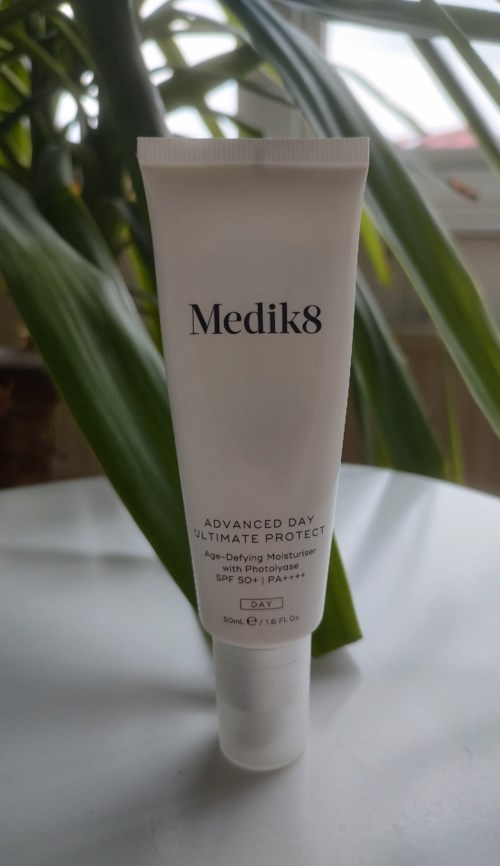 Medik8
ADVANCED DAY
ULTIMATE PROTECT
Age-Defying Moisturiser
with Photolyase
SPF 50+ | PA++++
DAY
50mL ℮ / 1.6 FL Oz.